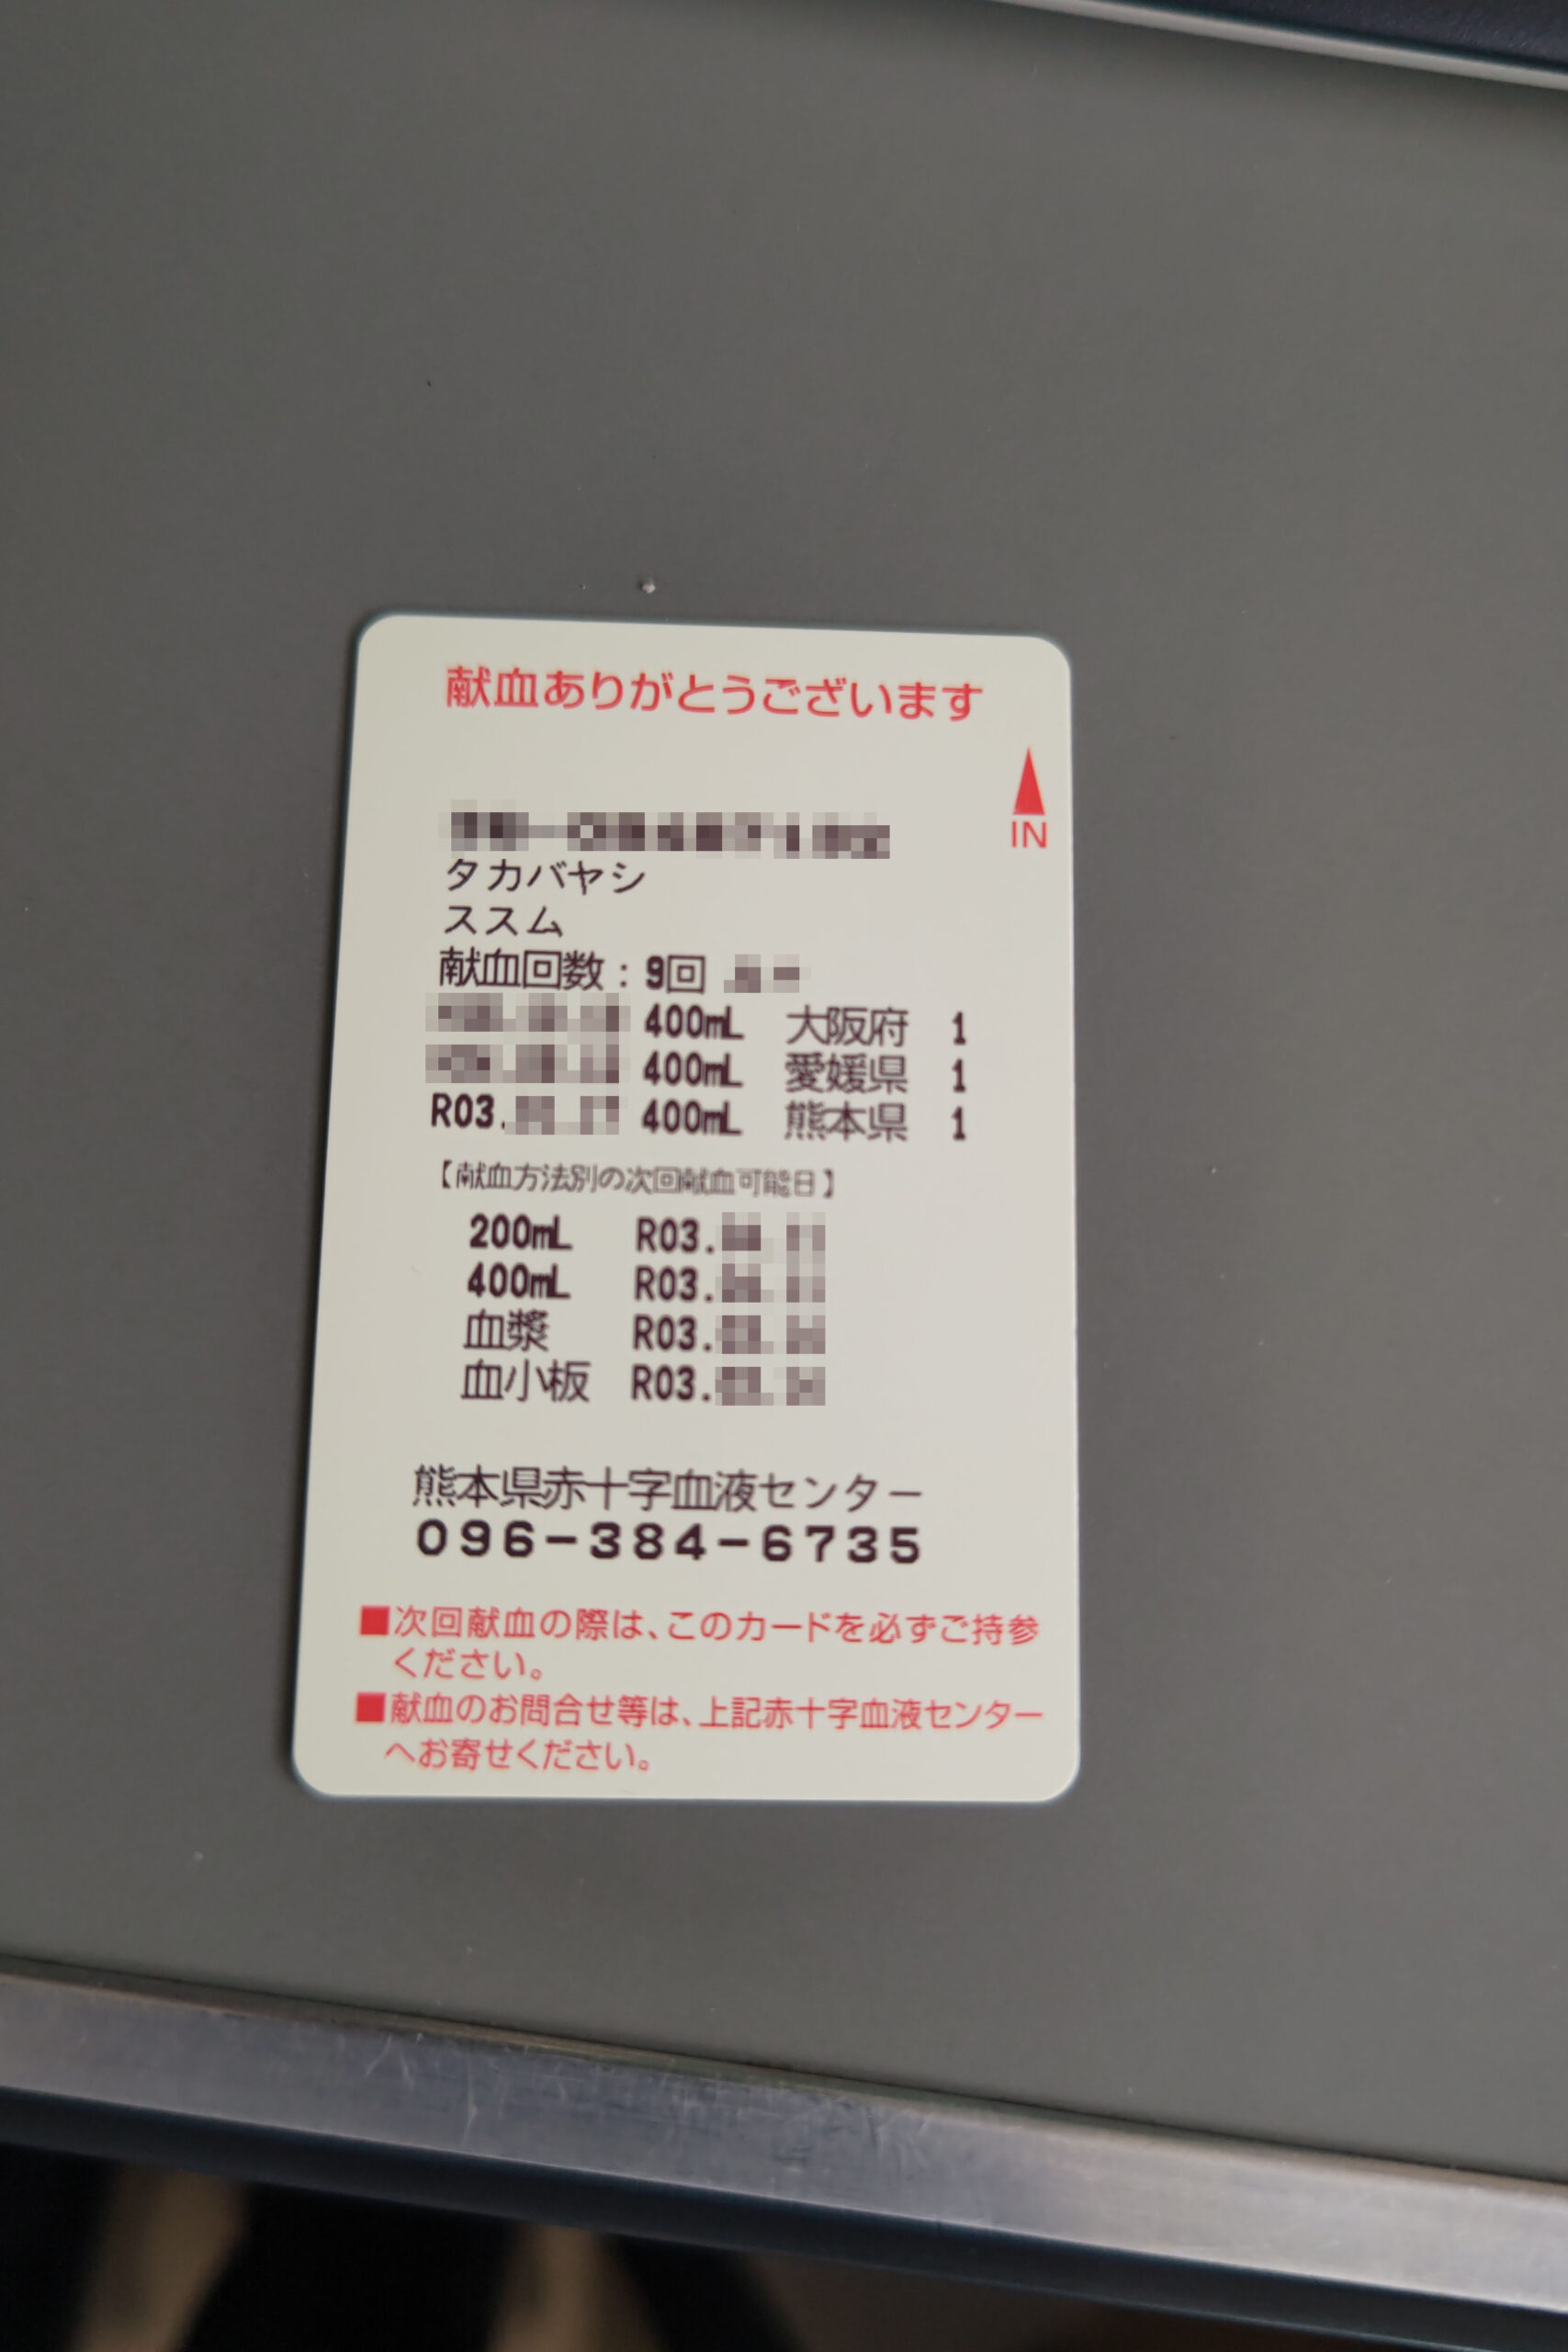 献血ありがとうございます
IN
タカバヤシ
ススム
献血回数：9回
400mL 大阪府 1
400mL 愛媛県 1
R03. 400mL 熊本県 1
【献血方法別の次回献血可能日】
200mL R03.
400mL R03.
血漿 R03.
血小板 R03.
熊本県赤十字血液センター
096-384-6735
■次回献血の際は、このカードを必ずご持参
ください。
■献血のお問合せ等は、上記赤十字血液センター
へお寄せください。